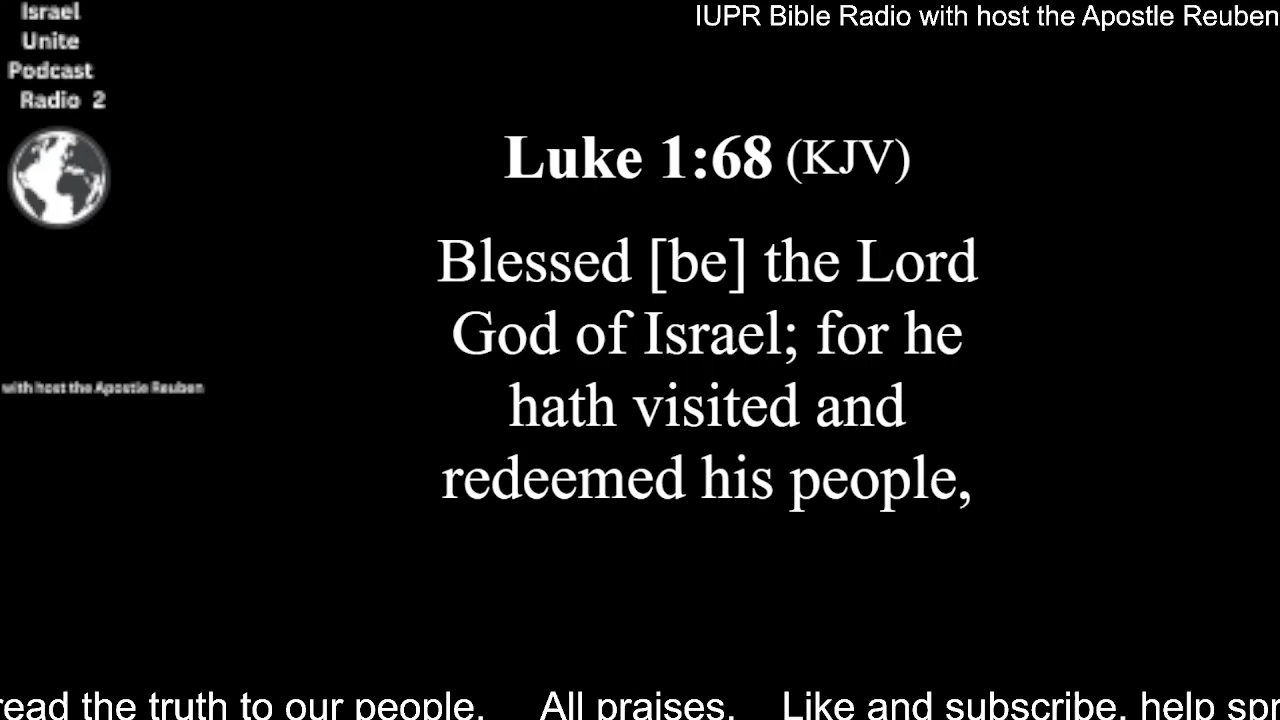 Israel
Unite
Podcast
Radio 2
IUPR Bible Radio with host the Apostle Reuben
Luke 1:68 (KJV)
Blessed [be] the Lord
God of Israel; for he
hath visited and
redeemed his people,
with host the Apostle Reuben
read the truth to our people. All praises. Like and subscribe, help spr